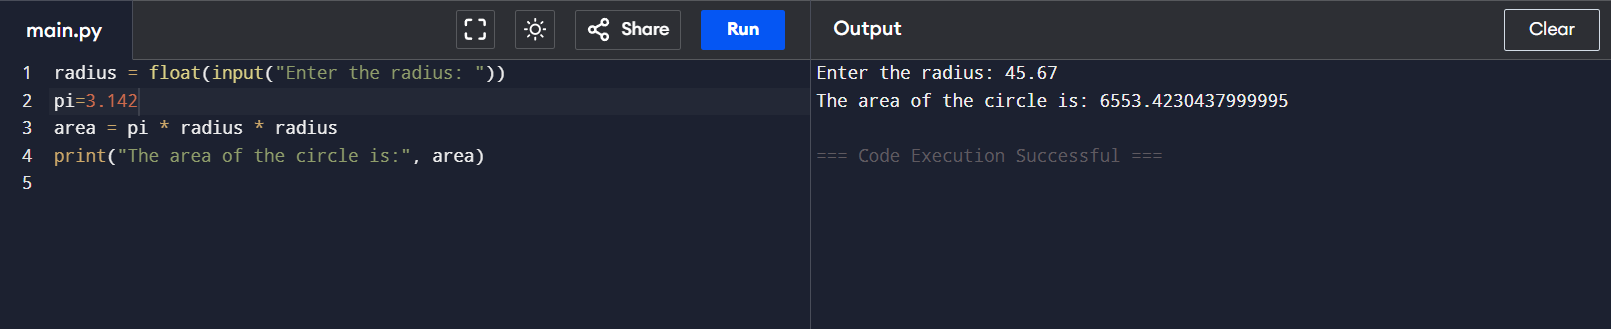 main.py
Share
Run
Output
Clear
1 radius = float(input("Enter the radius: "))
2 pi=3.142
3 area = pi * radius * radius
4 print("The area of the circle is:", area)
5
Enter the radius: 45.67
The area of the circle is: 6553.4230437999995
=== Code Execution Successful ===